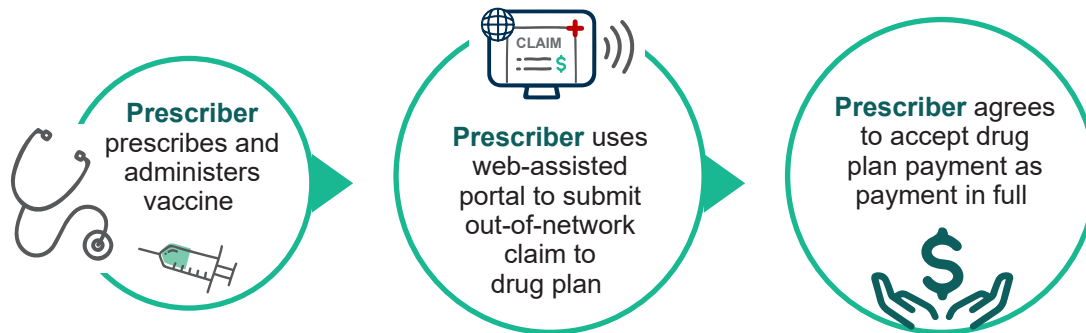 Prescriber
prescribes and
administers
vaccine
CLAIM
$
Prescriber uses
web-assisted
portal to submit
out-of-network
claim to
drug plan
Prescriber agrees
to accept drug
plan payment as
payment in full
$